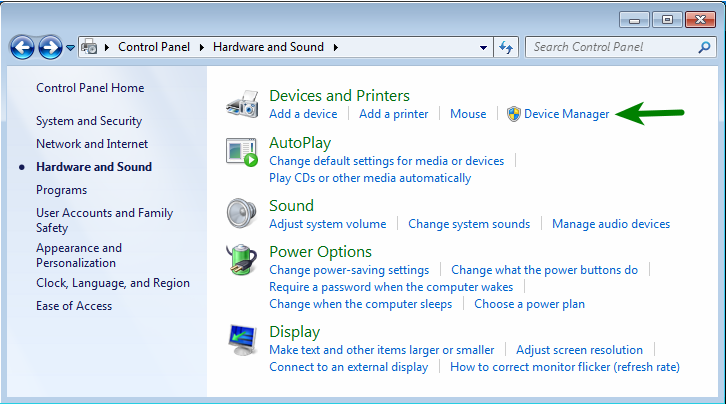 Control Panel Hardware and Sound Search Control Panel
Control Panel Home
System and Security
Network and Internet
Hardware and Sound
Programs
User Accounts and Family
Safety
Appearance and
Personalization
Clock, Language, and Region
Ease of Access
Devices and Printers
Add a device Add a printer Mouse Device Manager
AutoPlay
Change default settings for media or devices
Play CDs or other media automatically
Sound
Adjust system volume Change system sounds Manage audio devices
Power Options
Change power-saving settings Change what the power buttons do
Require a password when the computer wakes
Change when the computer sleeps Choose a power plan
Display
Make text and other items larger or smaller Adjust screen resolution
Connect to an external display How to correct monitor flicker (refresh rate)